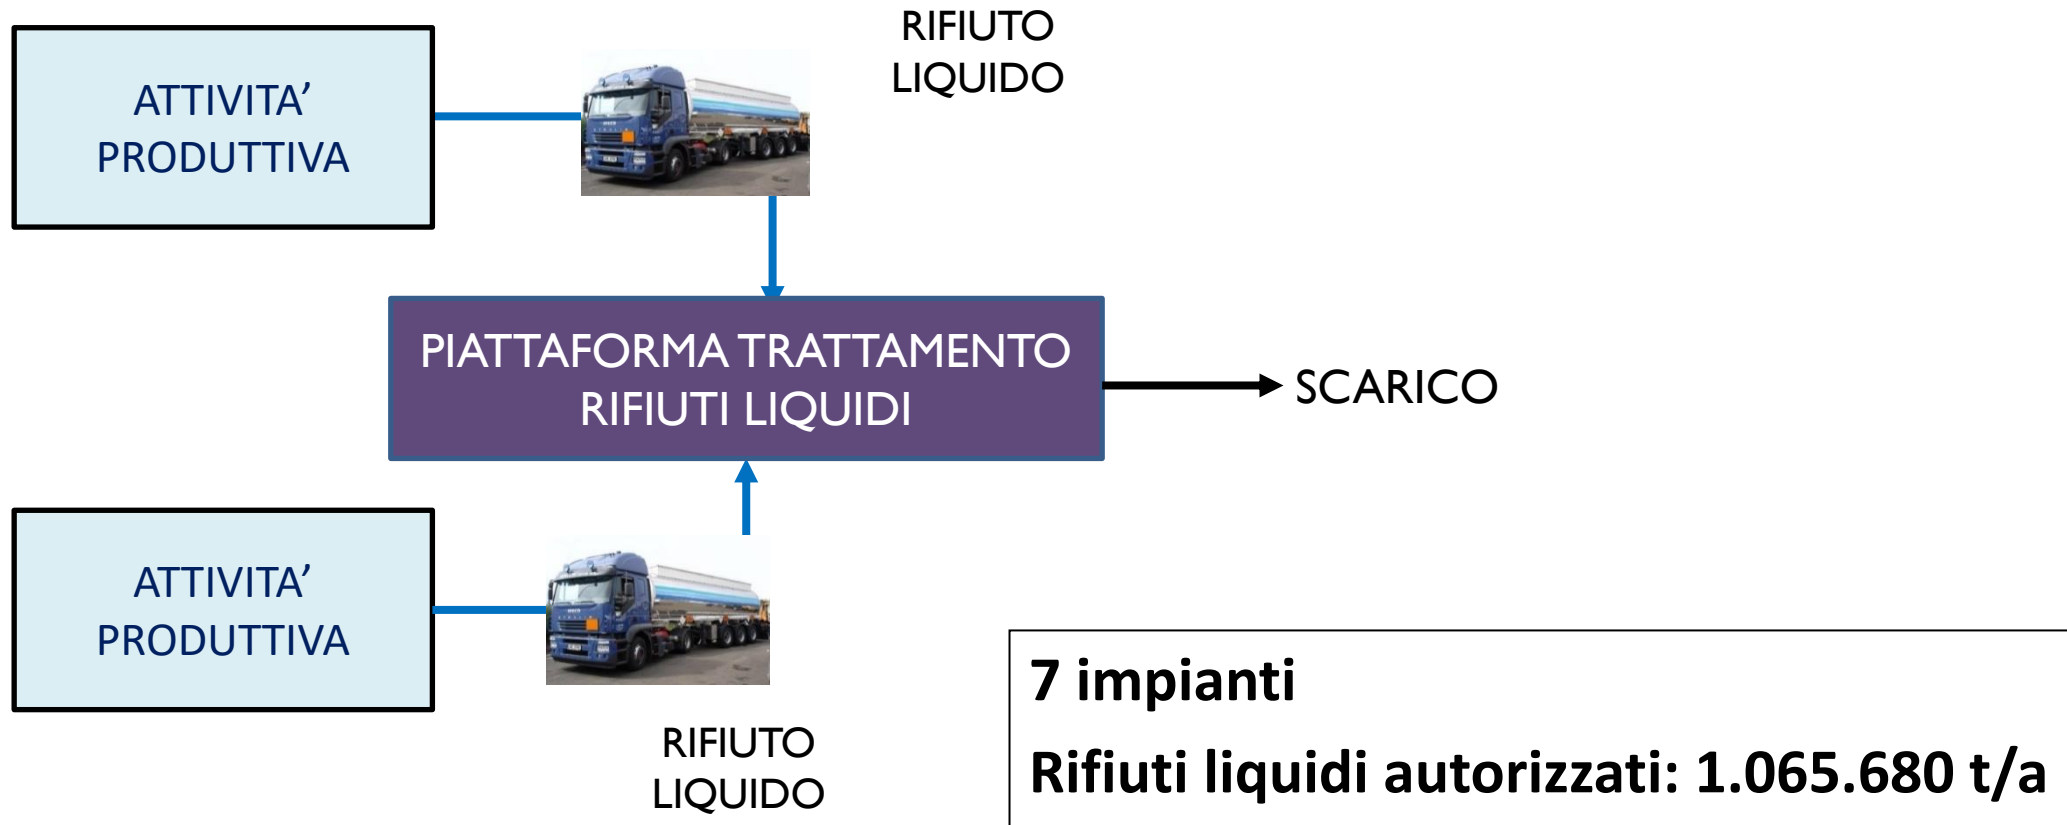 RIFIUTO
LIQUIDO
ATTIVITA’
PRODUTTIVA
PIATTAFORMA TRATTAMENTO
RIFIUTI LIQUIDI
SCARICO
ATTIVITA’
PRODUTTIVA
RIFIUTO
LIQUIDO
7 impianti
Rifiuti liquidi autorizzati: 1.065.680 t/a